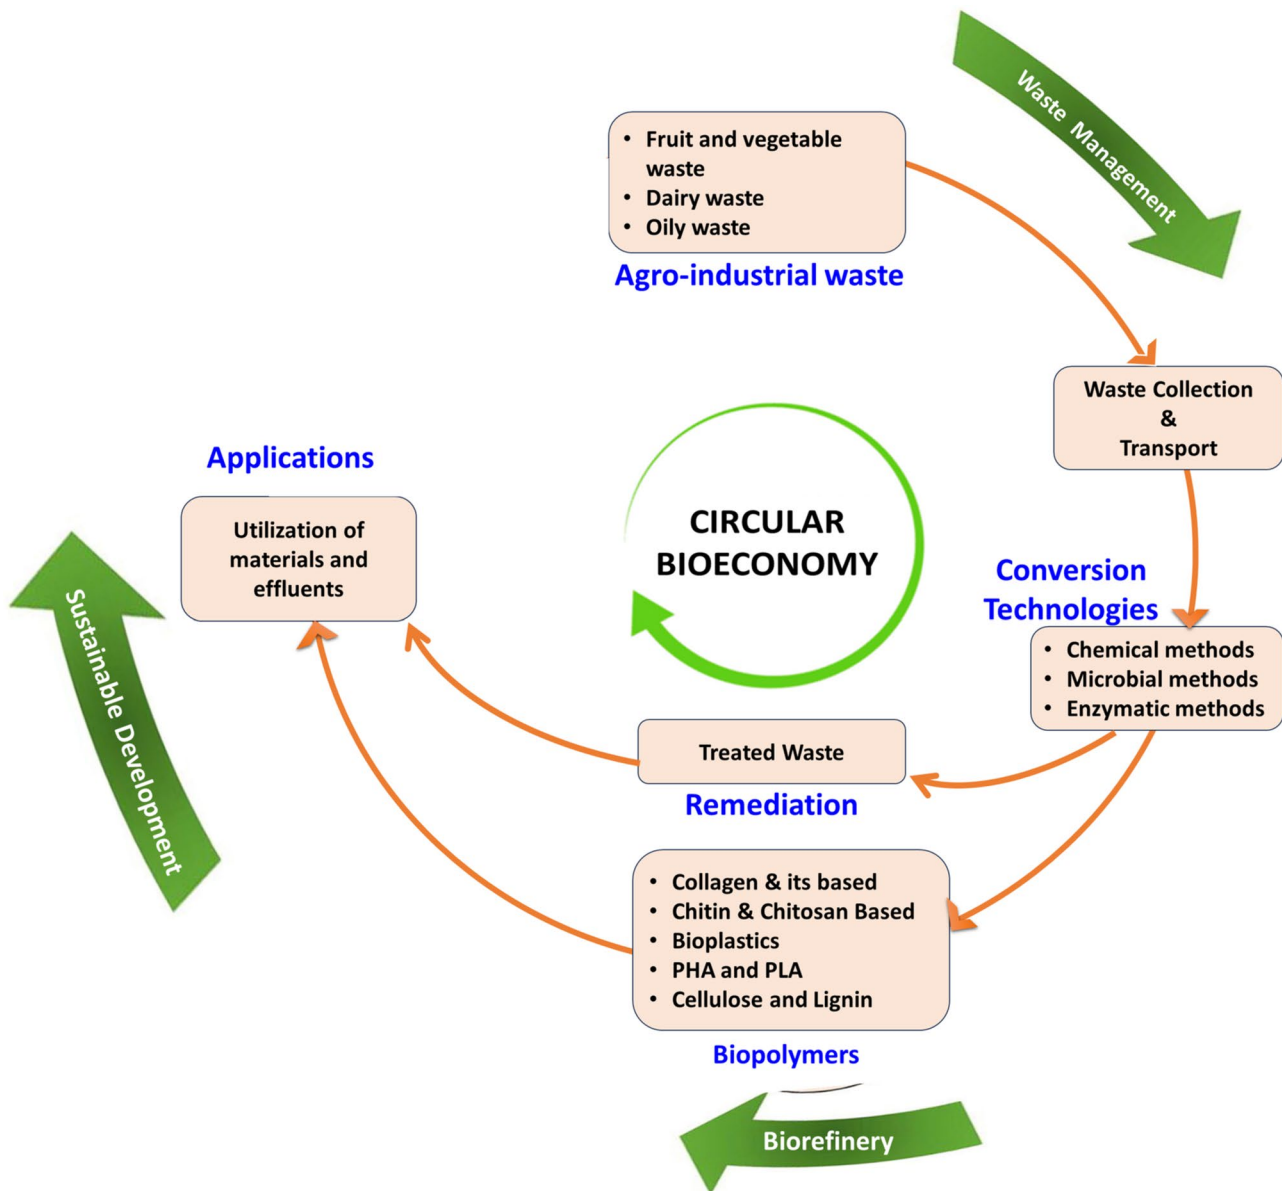 Waste Management
• Fruit and vegetable
waste
• Dairy waste
• Oily waste
Agro-industrial waste
Waste Collection
&
Transport
Applications
Utilization of
materials and
effluents
CIRCULAR
BIOECONOMY
Conversion
Technologies
• Chemical methods
• Microbial methods
• Enzymatic methods
Sustainable Development
Treated Waste
Remediation
• Collagen & its based
• Chitin & Chitosan Based
• Bioplastics
• PHA and PLA
• Cellulose and Lignin
Biopolymers
Biorefinery